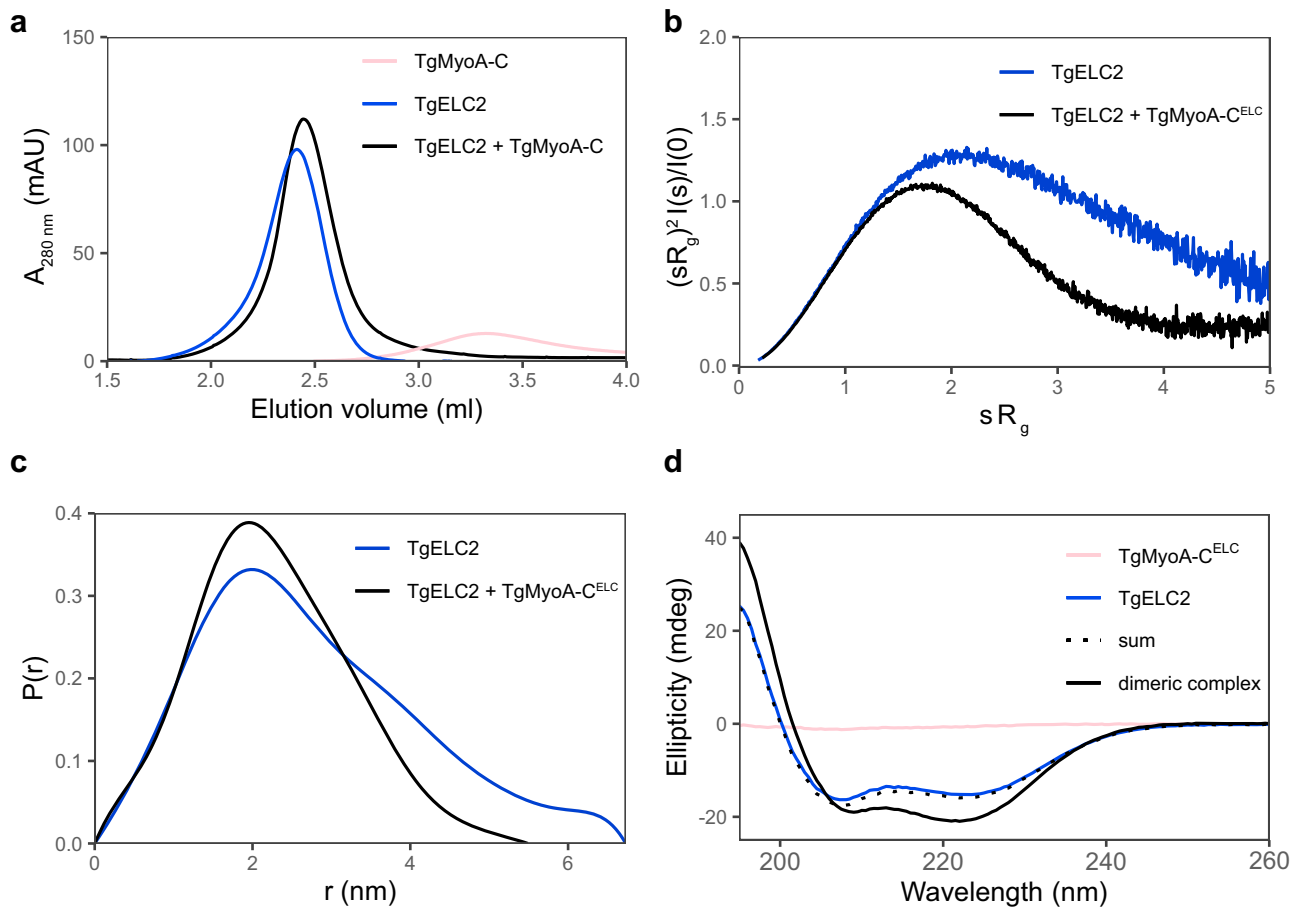 a
150
100
50
0
A280 nm (mAU)
TgMyoA-C
TgELC2
TgELC2 + TgMyoA-C
1.5 2.0 2.5 3.0 3.5 4.0
Elution volume (ml)
b
2.0
1.5
1.0
0.5
0.0
(sRg)² I(s)/I(0)
TgELC2
TgELC2 + TgMyoA-C^ELC
0 1 2 3 4 5
s Rg
c
0.4
0.3
0.2
0.1
0.0
P(r)
TgELC2
TgELC2 + TgMyoA-C^ELC
0 2 4 6
r (nm)
d
40
20
0
-20
Ellipticity (mdeg)
TgMyoA-C^ELC
TgELC2
sum
dimeric complex
200 220 240 260
Wavelength (nm)